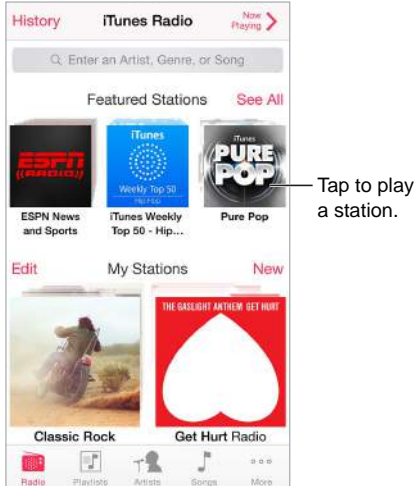 History
iTunes Radio
Now Playing
Enter an Artist, Genre, or Song
Featured Stations
See All
ESPN
((RADIO))
iTunes
Weekly Top 50
Hip Hop
iTunes
PURE
POP
ESPN News
and Sports
iTunes Weekly
Top 50 - Hip...
Pure Pop
Tap to play
a station.
Edit
My Stations
New
THE GASLIGHT ANTHEM GET HURT
Classic Rock
Get Hurt Radio
Radio
Playlists
Artists
Songs
More